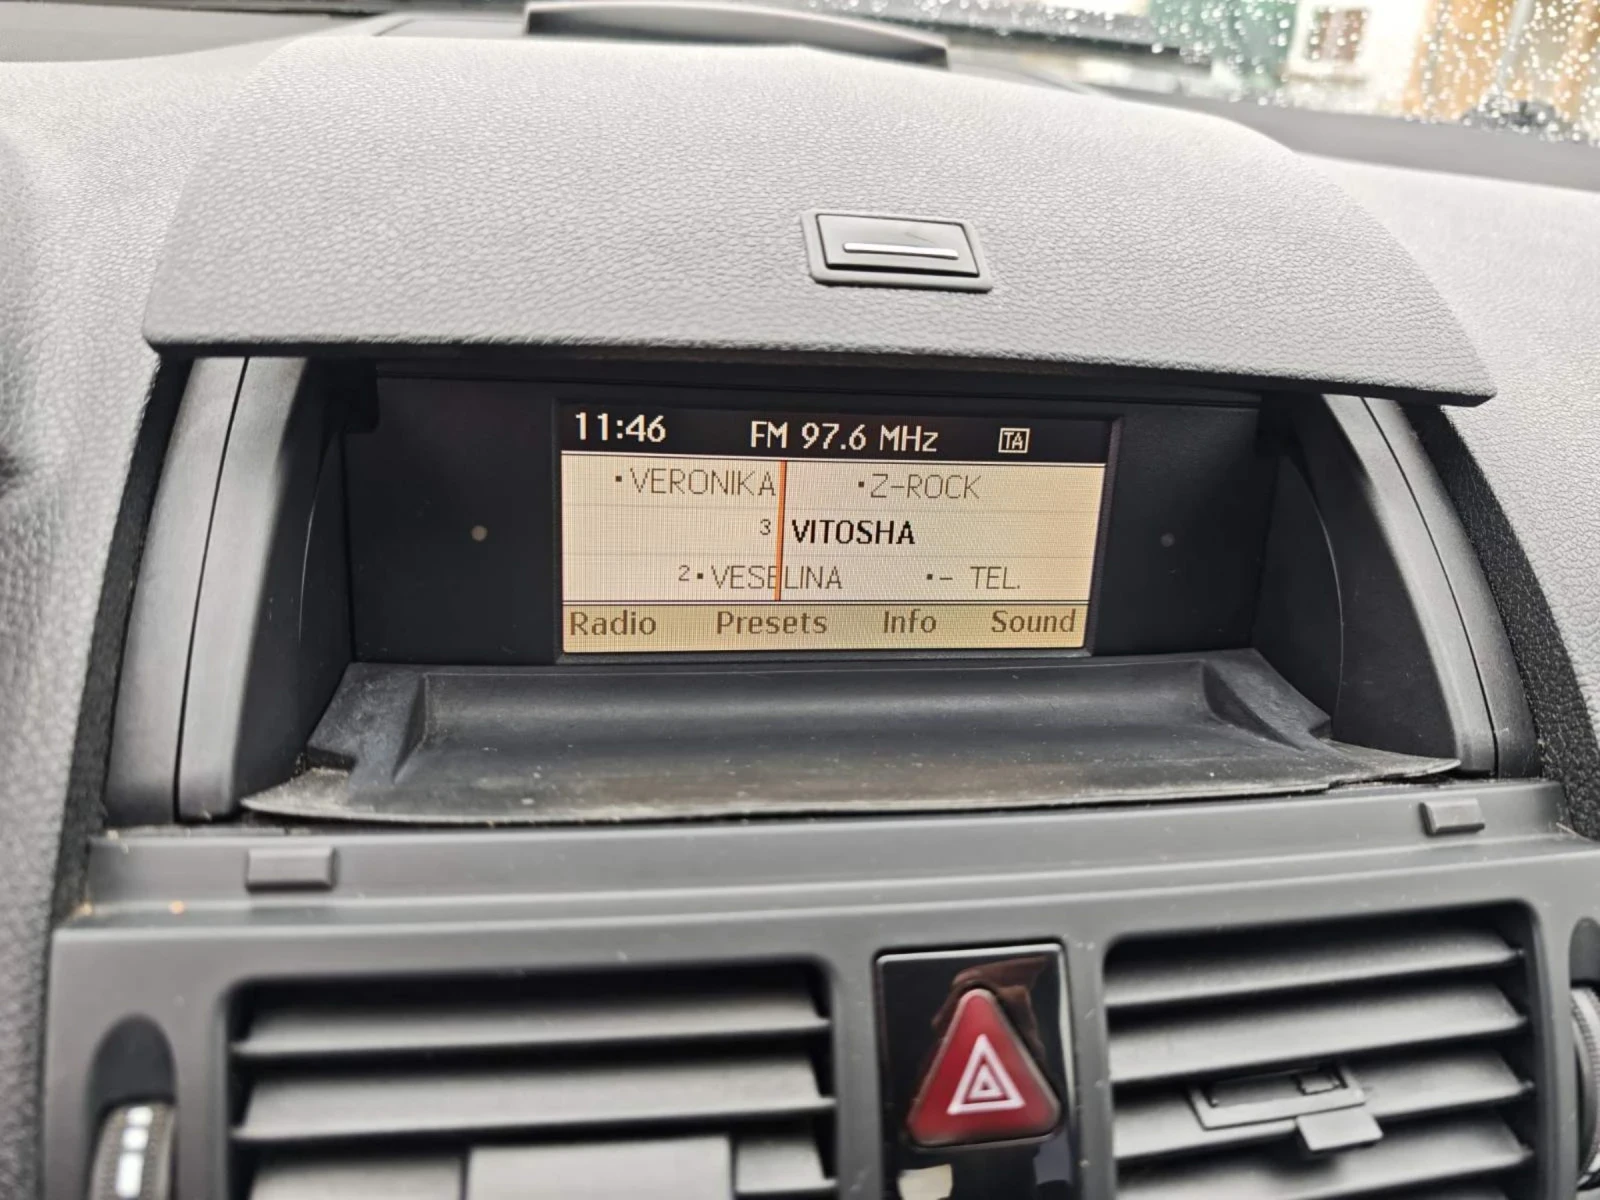 11:46 FM 97.6 MHz TA
•VERONIKA •Z-ROCK
3 VITOSHA
2•VESELINA •– TEL.
Radio Presets Info Sound